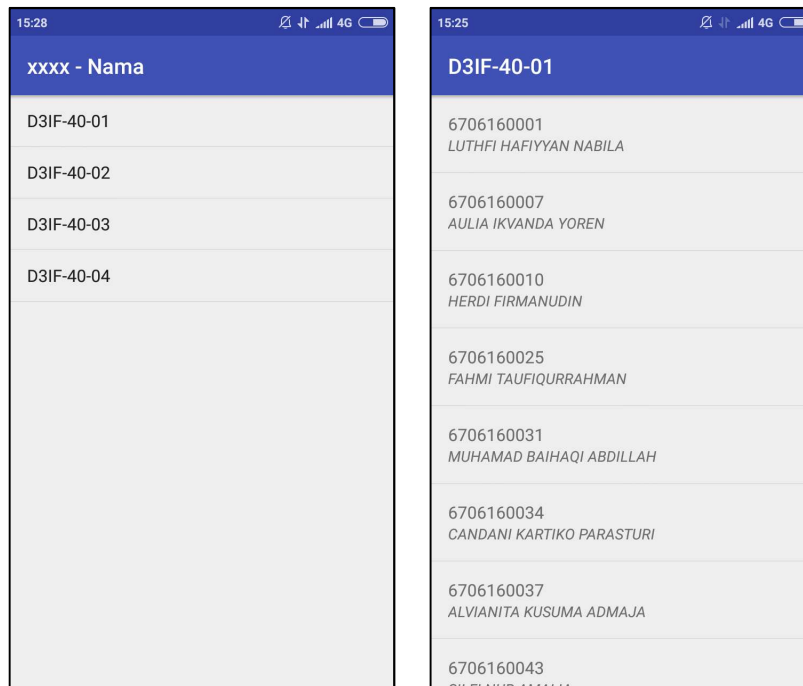 15:28 4G
xxxx - Nama
D3IF-40-01
D3IF-40-02
D3IF-40-03
D3IF-40-04
15:25 4G
D3IF-40-01
6706160001
LUTHFI HAFIYYAN NABILA
6706160007
AULIA IKVANDA YOREN
6706160010
HERDI FIRMANUDIN
6706160025
FAHMI TAUFIQURRAHMAN
6706160031
MUHAMAD BAIHAQI ABDILLAH
6706160034
CANDANI KARTIKO PARASTURI
6706160037
ALVIANITA KUSUMA ADMAJA
6706160043